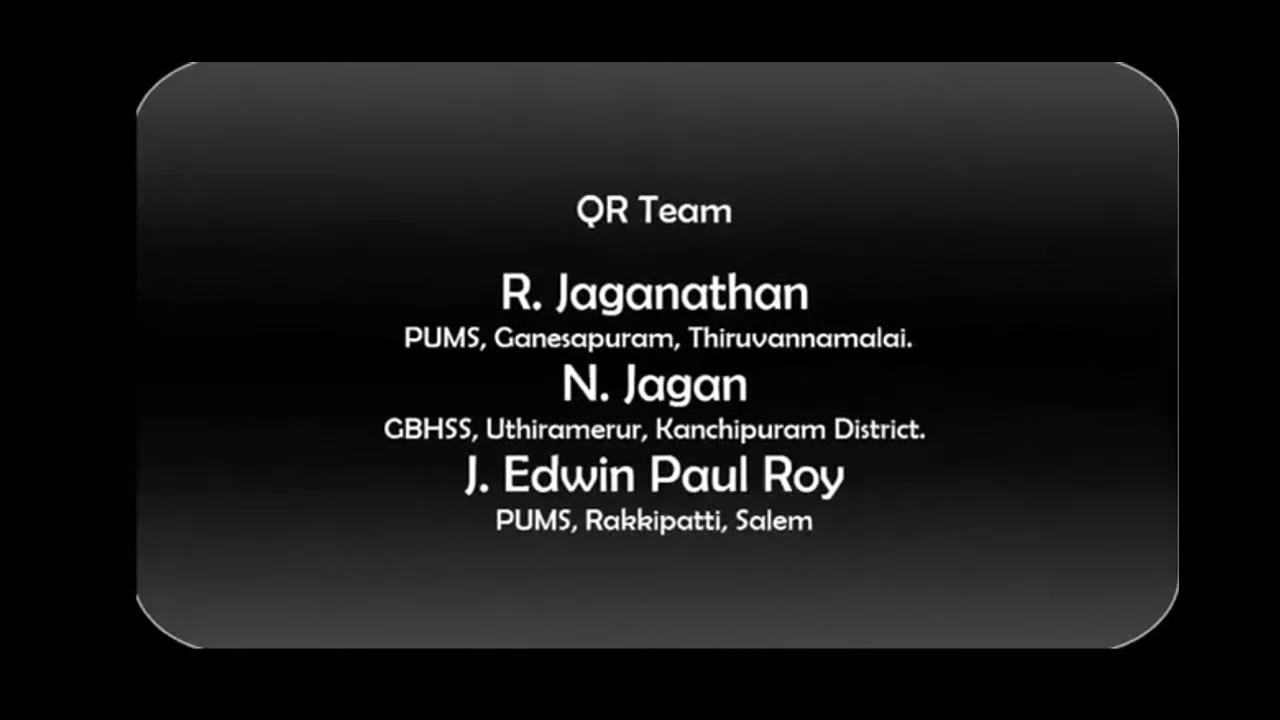 QR Team
R. Jaganathan
PUMS, Ganesapuram, Thiruvannamalai.
N. Jagan
GBHSS, Uthiramerur, Kanchipuram District.
J. Edwin Paul Roy
PUMS, Rakkipatti, Salem